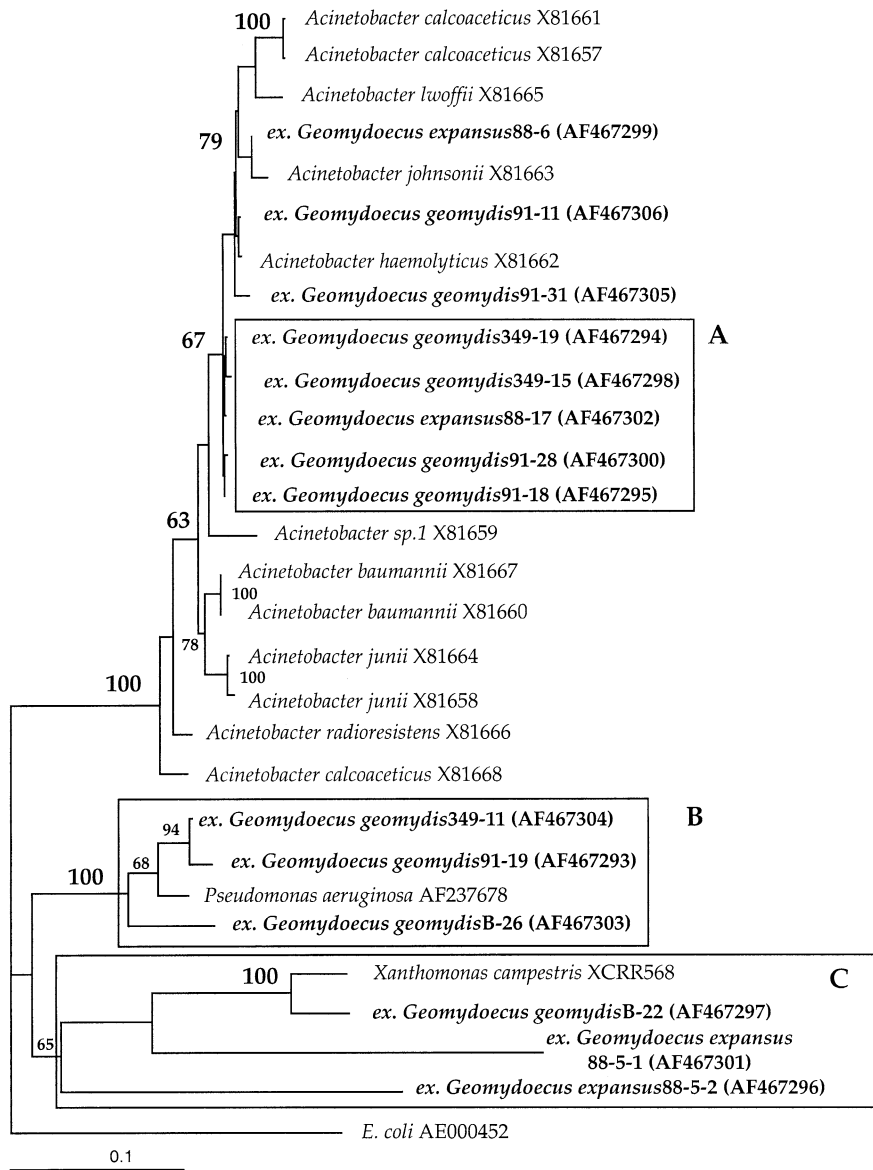 100
Acinetobacter calcoaceticus X81661
Acinetobacter calcoaceticus X81657
Acinetobacter lwoffii X81665
79
ex. Geomydoecus expansus88-6 (AF467299)
Acinetobacter johnsonii X81663
ex. Geomydoecus geomydis91-11 (AF467306)
Acinetobacter haemolyticus X81662
ex. Geomydoecus geomydis91-31 (AF467305)
67
ex. Geomydoecus geomydis349-19 (AF467294)
A
ex. Geomydoecus geomydis349-15 (AF467298)
ex. Geomydoecus expansus88-17 (AF467302)
ex. Geomydoecus geomydis91-28 (AF467300)
ex. Geomydoecus geomydis91-18 (AF467295)
63
Acinetobacter sp.1 X81659
Acinetobacter baumannii X81667
100
Acinetobacter baumannii X81660
78
Acinetobacter junii X81664
100
Acinetobacter junii X81658
100
Acinetobacter radioresistens X81666
Acinetobacter calcoaceticus X81668
ex. Geomydoecus geomydis349-11 (AF467304)
B
94
68
ex. Geomydoecus geomydis91-19 (AF467293)
100
Pseudomonas aeruginosa AF237678
ex. Geomydoecus geomydisB-26 (AF467303)
100
Xanthomonas campestris XCRR568
C
ex. Geomydoecus geomydisB-22 (AF467297)
ex. Geomydoecus expansus
88-5-1 (AF467301)
65
ex. Geomydoecus expansus88-5-2 (AF467296)
E. coli AE000452
0.1